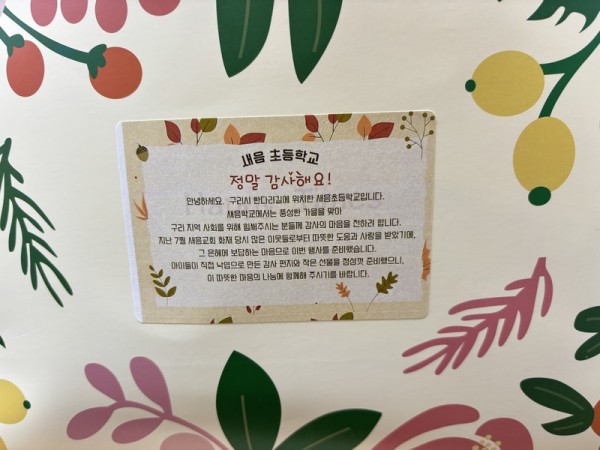 새음 초등학교
정말 감사해요!
안녕하세요. 구리시 한다리길에 위치한 새음초등학교입니다.
새음학교에서는 풍성한 가을을 맞아
구리 지역 사회를 위해 힘써주시는 분들께 감사의 마음을 전하려 합니다.
지난 7월 새음교회 화재 당시 많은 이웃들로부터 따뜻한 도움과 사랑을 받았기에,
그 은혜에 보답하는 마음으로 이번 행사를 준비했습니다.
아이들이 직접 낙엽으로 만든 감사 편지와 작은 선물을 정성껏 준비했으니,
이 따뜻한 마음의 나눔에 함께해 주시기를 바랍니다.